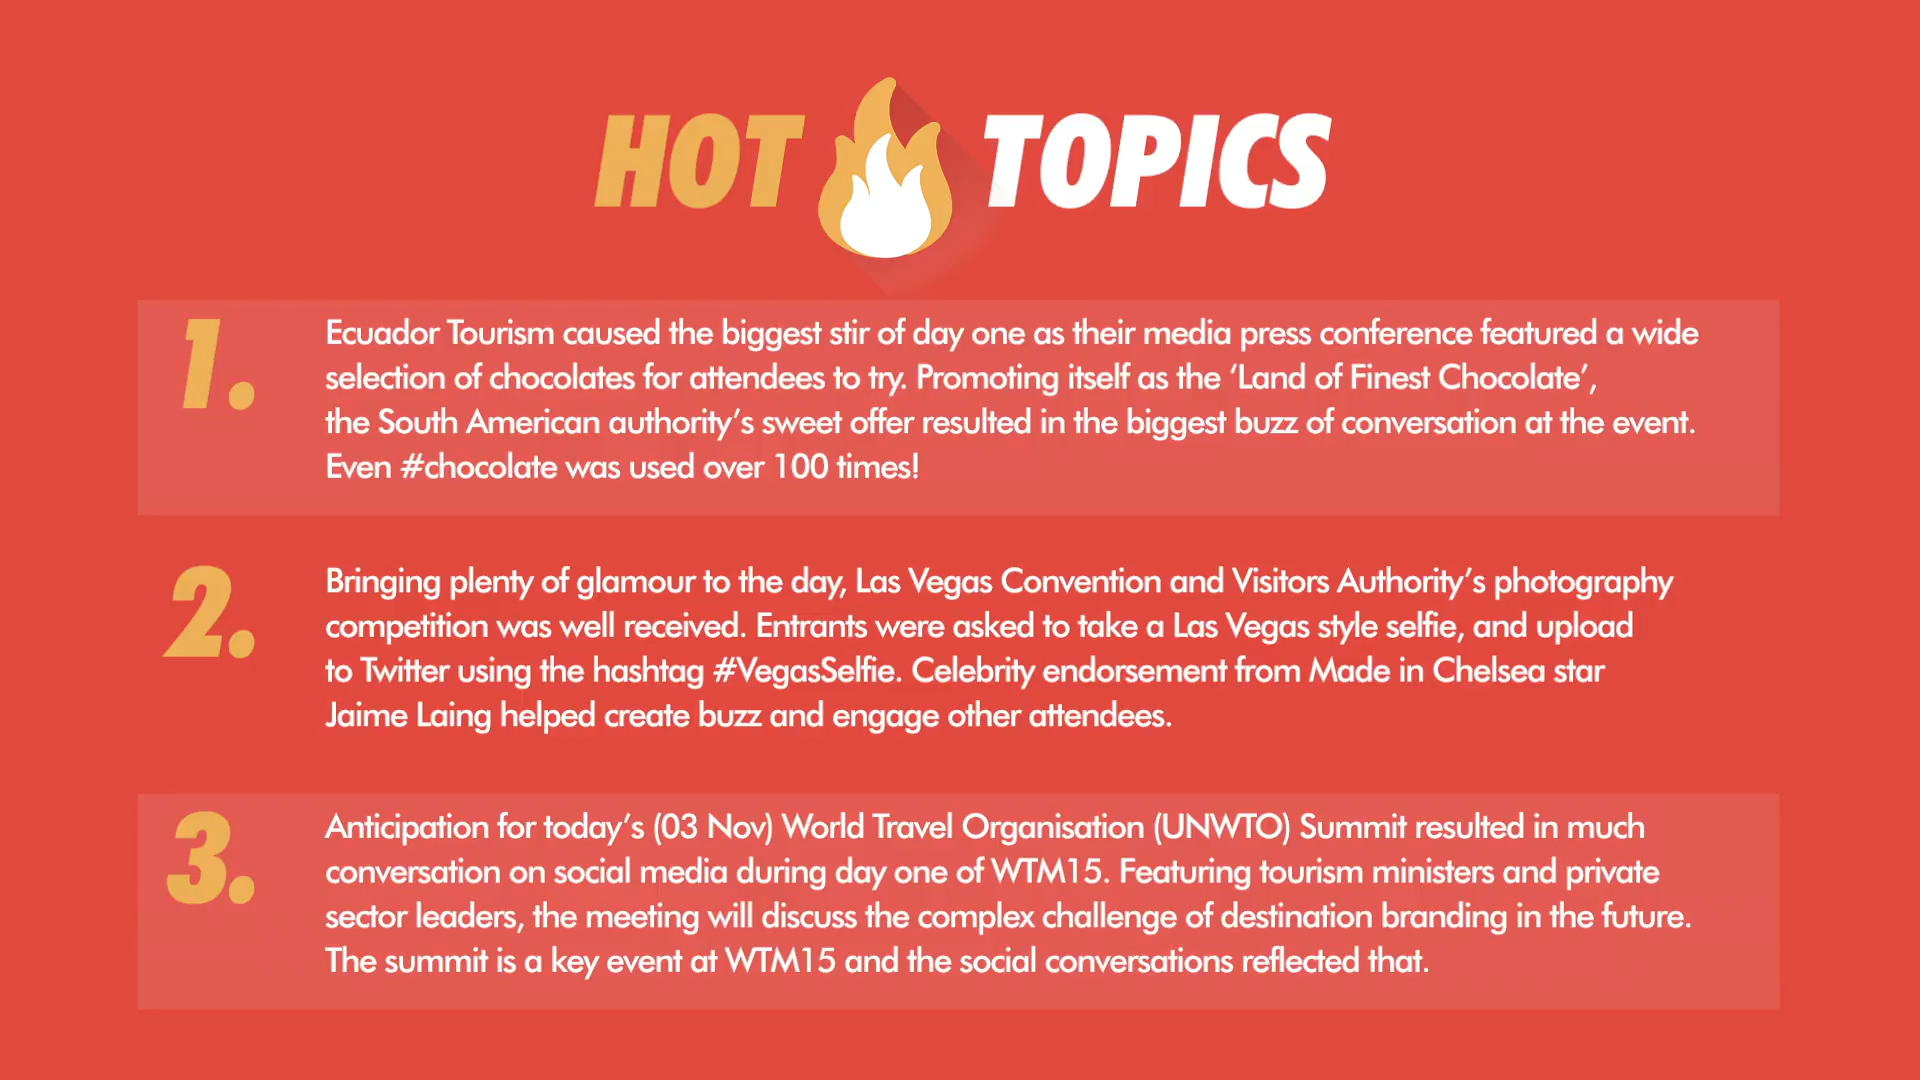 HOT TOPICS
1.
Ecuador Tourism caused the biggest stir of day one as their media press conference featured a wide
selection of chocolates for attendees to try. Promoting itself as the ‘Land of Finest Chocolate’,
the South American authority’s sweet offer resulted in the biggest buzz of conversation at the event.
Even #chocolate was used over 100 times!
2.
Bringing plenty of glamour to the day, Las Vegas Convention and Visitors Authority’s photography
competition was well received. Entrants were asked to take a Las Vegas style selfie, and upload
to Twitter using the hashtag #VegasSelfie. Celebrity endorsement from Made in Chelsea star
Jaime Laing helped create buzz and engage other attendees.
3.
Anticipation for today’s (03 Nov) World Travel Organisation (UNWTO) Summit resulted in much
conversation on social media during day one of WTM15. Featuring tourism ministers and private
sector leaders, the meeting will discuss the complex challenge of destination branding in the future.
The summit is a key event at WTM15 and the social conversations reflected that.